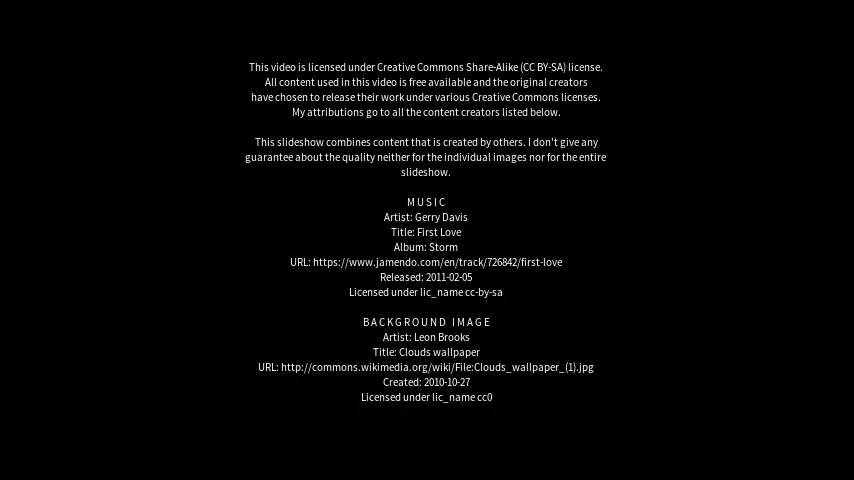 This video is licensed under Creative Commons Share-Alike (CC BY-SA) license.
All content used in this video is free available and the original creators
have chosen to release their work under various Creative Commons licenses.
My attributions go to all the content creators listed below.
This slideshow combines content that is created by others. I don't give any
guarantee about the quality neither for the individual images nor for the entire
slideshow.
MUSIC
Artist: Gerry Davis
Title: First Love
Album: Storm
URL: https://www.jamendo.com/en/track/726842/first-love
Released: 2011-02-05
Licensed under lic_name cc-by-sa
BACKGROUND IMAGE
Artist: Leon Brooks
Title: Clouds wallpaper
URL: http://commons.wikimedia.org/wiki/File:Clouds_wallpaper_(1).jpg
Created: 2010-10-27
Licensed under lic_name cc0